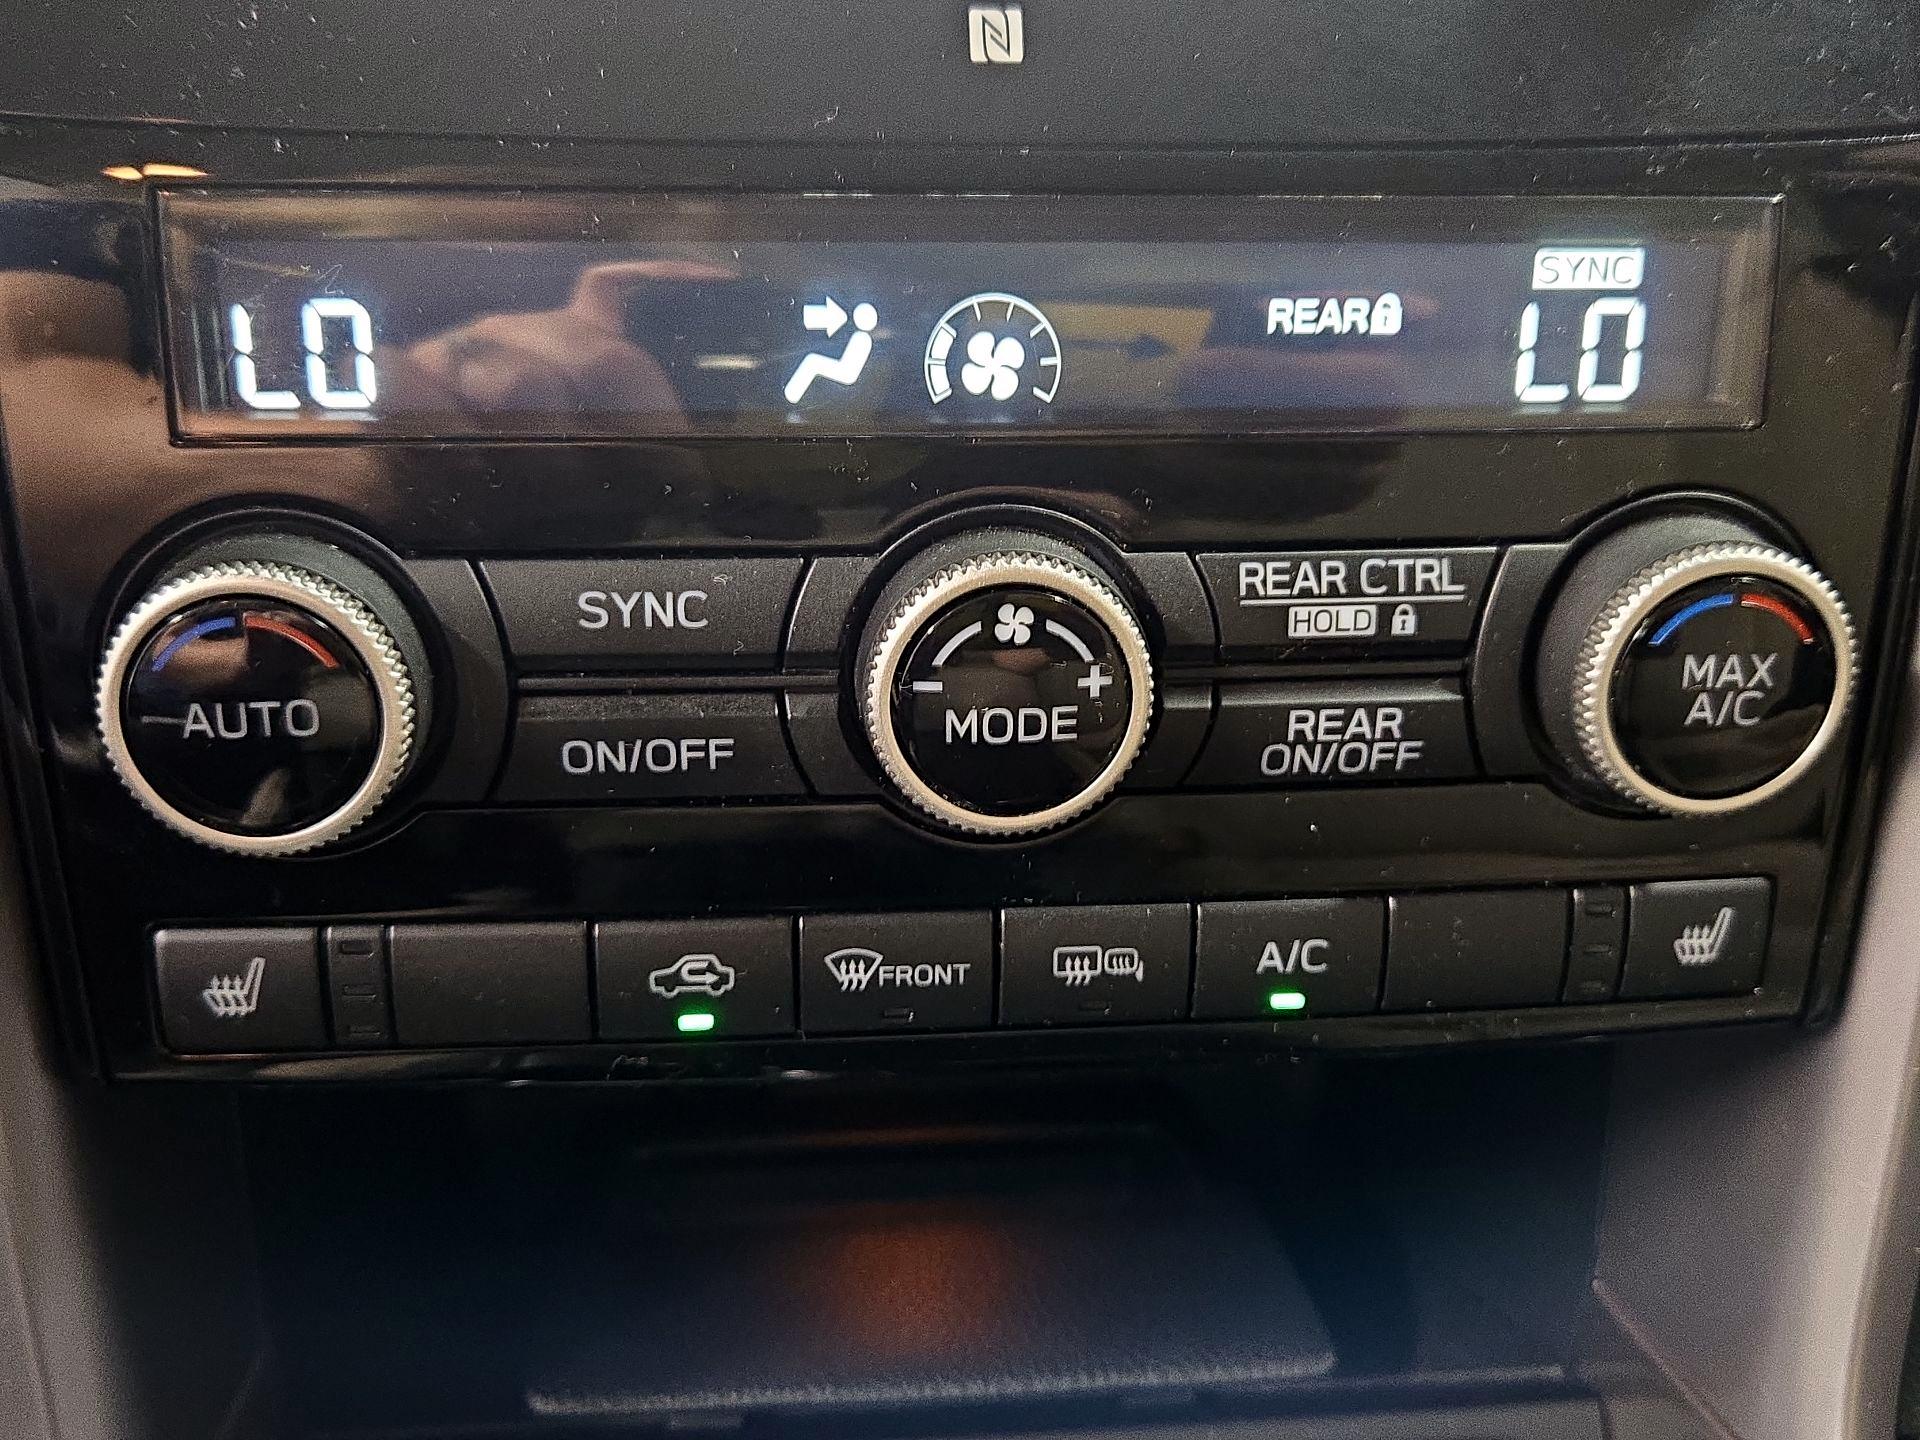 SYNC
LO
REAR
LO
SYNC
REAR CTRL
HOLD
AUTO
MODE
MAX
A/C
ON/OFF
REAR
ON/OFF
FRONT
A/C